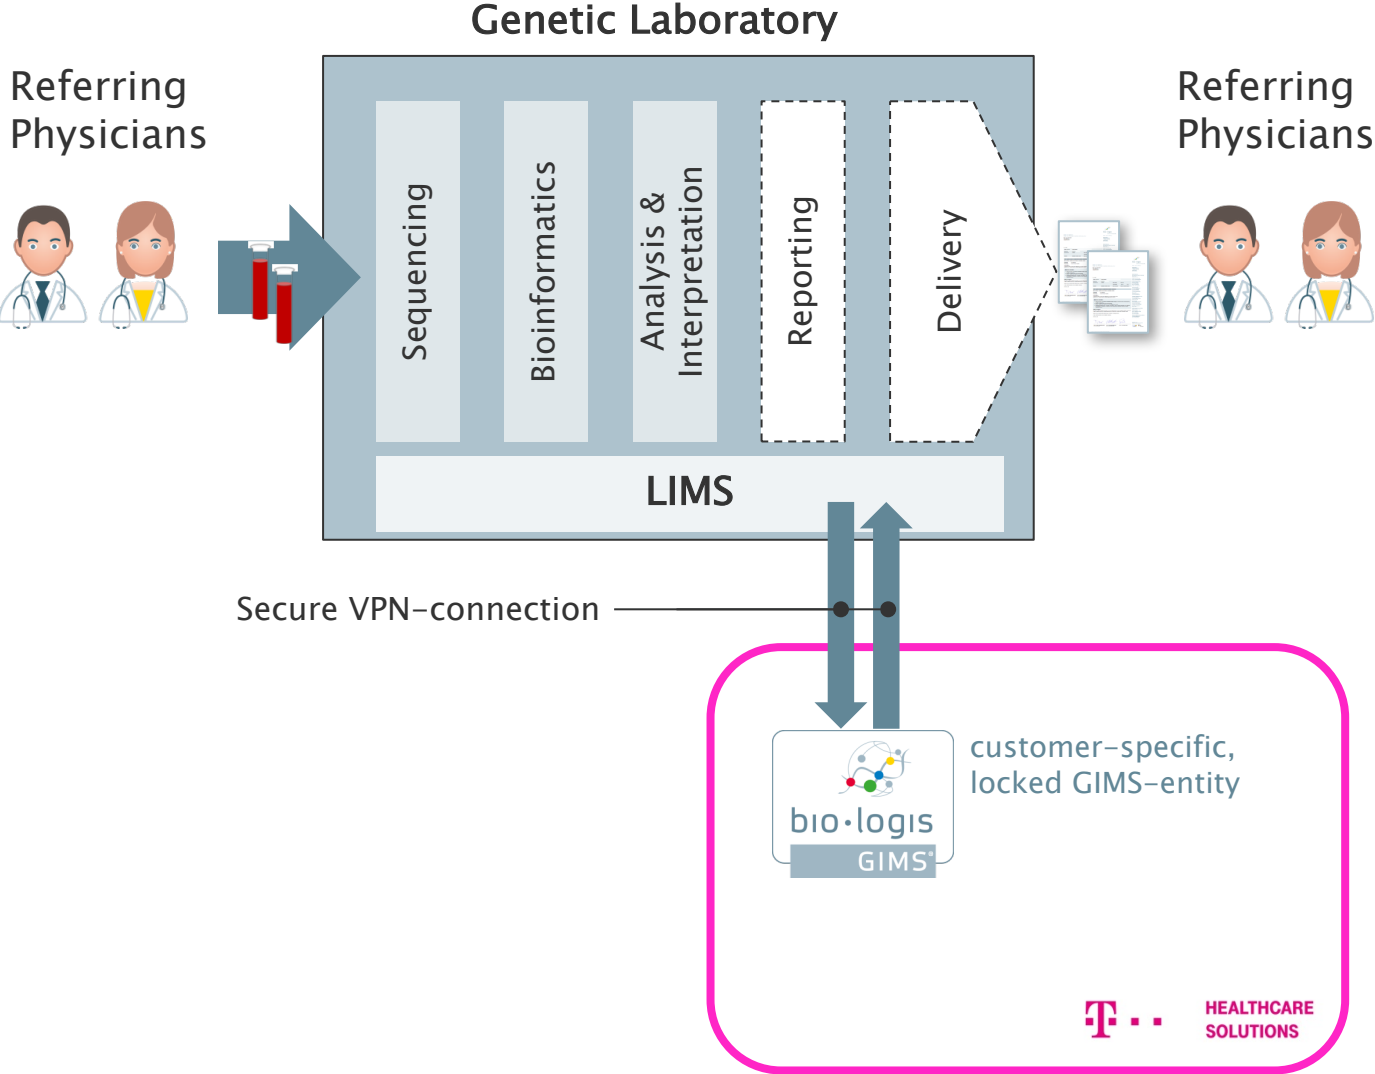 Genetic Laboratory
Referring
Physicians
Referring
Physicians
Sequencing
Bioinformatics
Analysis &
Interpretation
Reporting
Delivery
LIMS
Secure VPN-connection
customer-specific,
locked GIMS-entity
bio·logis
GIMS®
T··
HEALTHCARE
SOLUTIONS